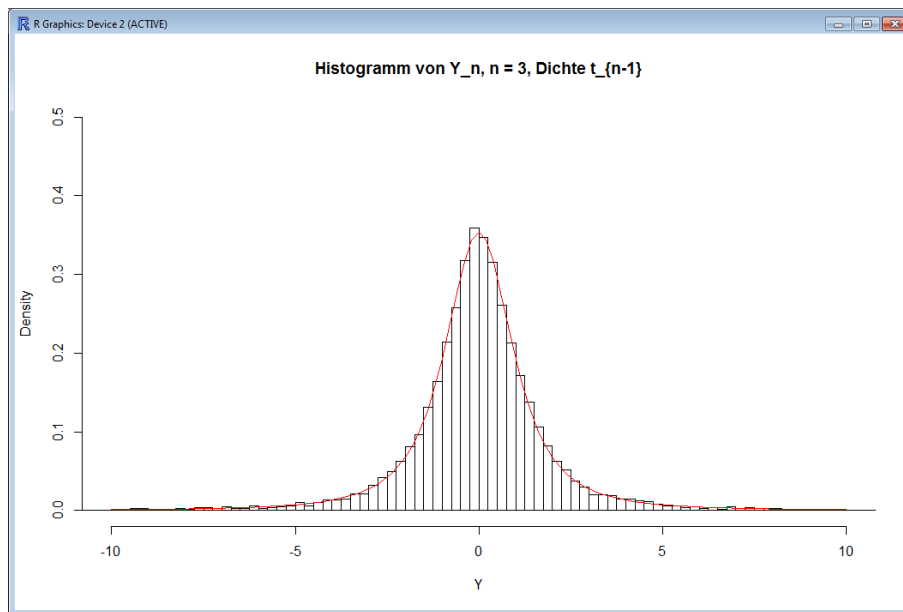 R Graphics: Device 2 (ACTIVE)
Histogramm von Y_n, n = 3, Dichte t_{n-1}
0.5
0.4
0.3
0.2
0.1
0.0
Density
-10 -5 0 5 10
Y